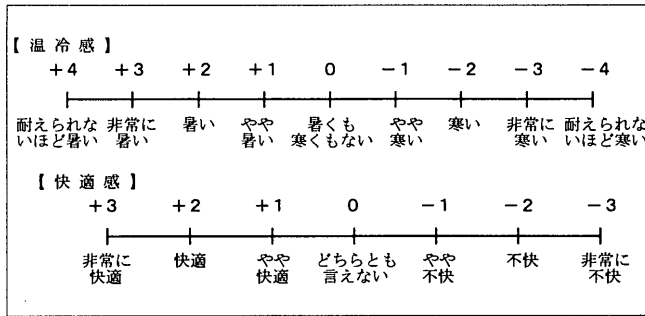 【温冷感】
+4 +3 +2 +1 0 −1 −2 −3 −4
耐えられな 非常に 暑い やや 暑くも やや 寒い 非常に 耐えられな
いほど暑い 暑い 暑い 寒くもない 寒い 寒い いほど寒い
【快適感】
+3 +2 +1 0 −1 −2 −3
非常に 快適 やや どちらとも やや 不快 非常に
快適 快適 言えない 不快 不快